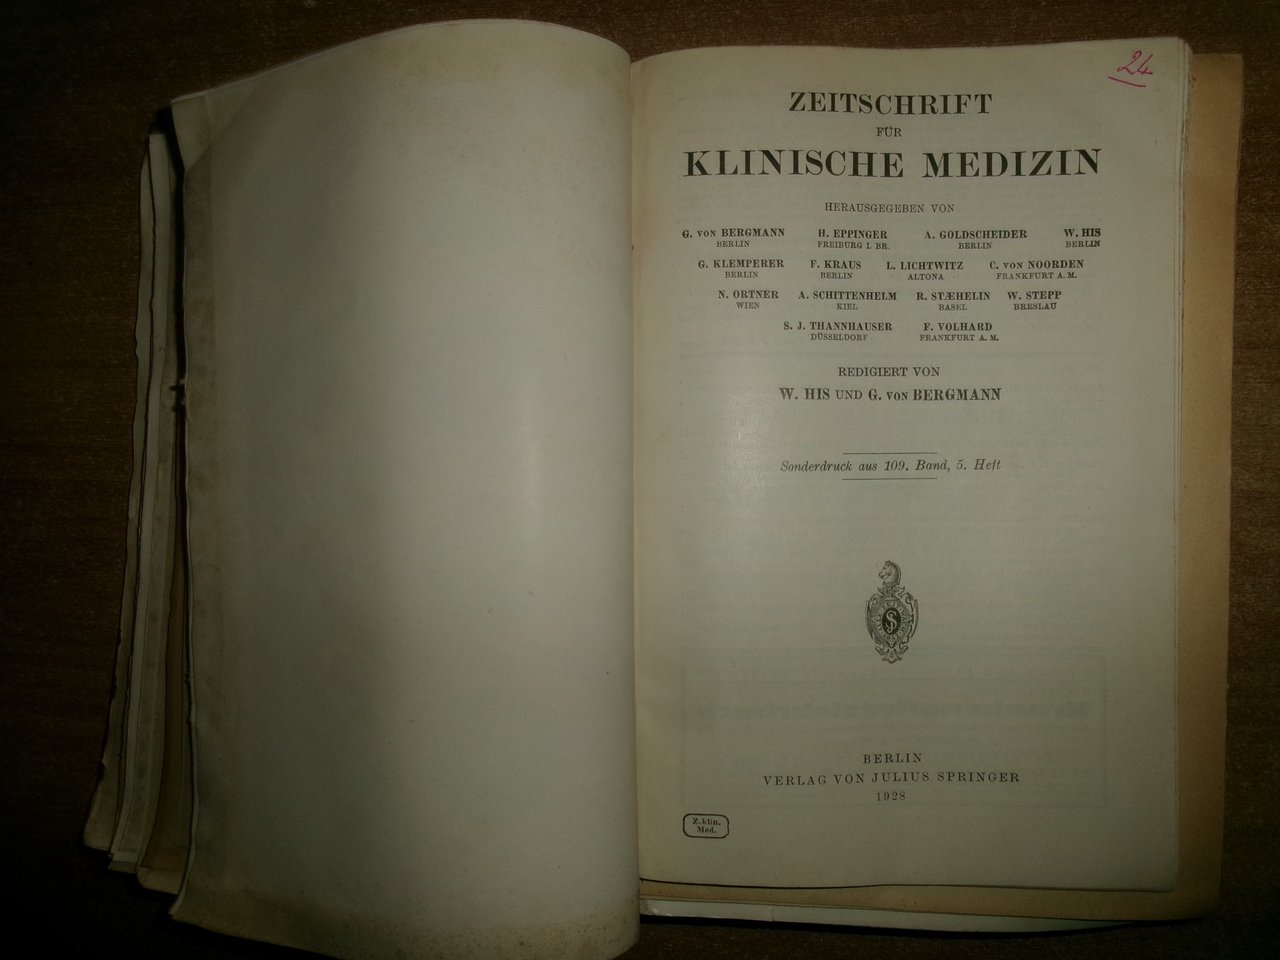 24
ZEITSCHRIFT
FÜR
KLINISCHE MEDIZIN
HERAUSGEGEBEN VON
G. VON BERGMANN H. EPPINGER A. GOLDSCHEIDER W. HIS
BERLIN FREIBURG I. BR. BERLIN BERLIN
G. KLEMPERER F. KRAUS L. LICHTWITZ C. VON NOORDEN
BERLIN BERLIN ALTONA FRANKFURT A. M.
N. ORTNER A. SCHITTENHELM R. STÆHELIN W. STEPP
WIEN KIEL BASEL BRESLAU
S. J. THANNHAUSER F. VOLHARD
DÜSSELDORF FRANKFURT A. M.
REDIGIERT VON
W. HIS UND G. VON BERGMANN
Sonderdruck aus 109. Band, 5. Heft
BERLIN
VERLAG VON JULIUS SPRINGER
1928
Z.klin.
Med.